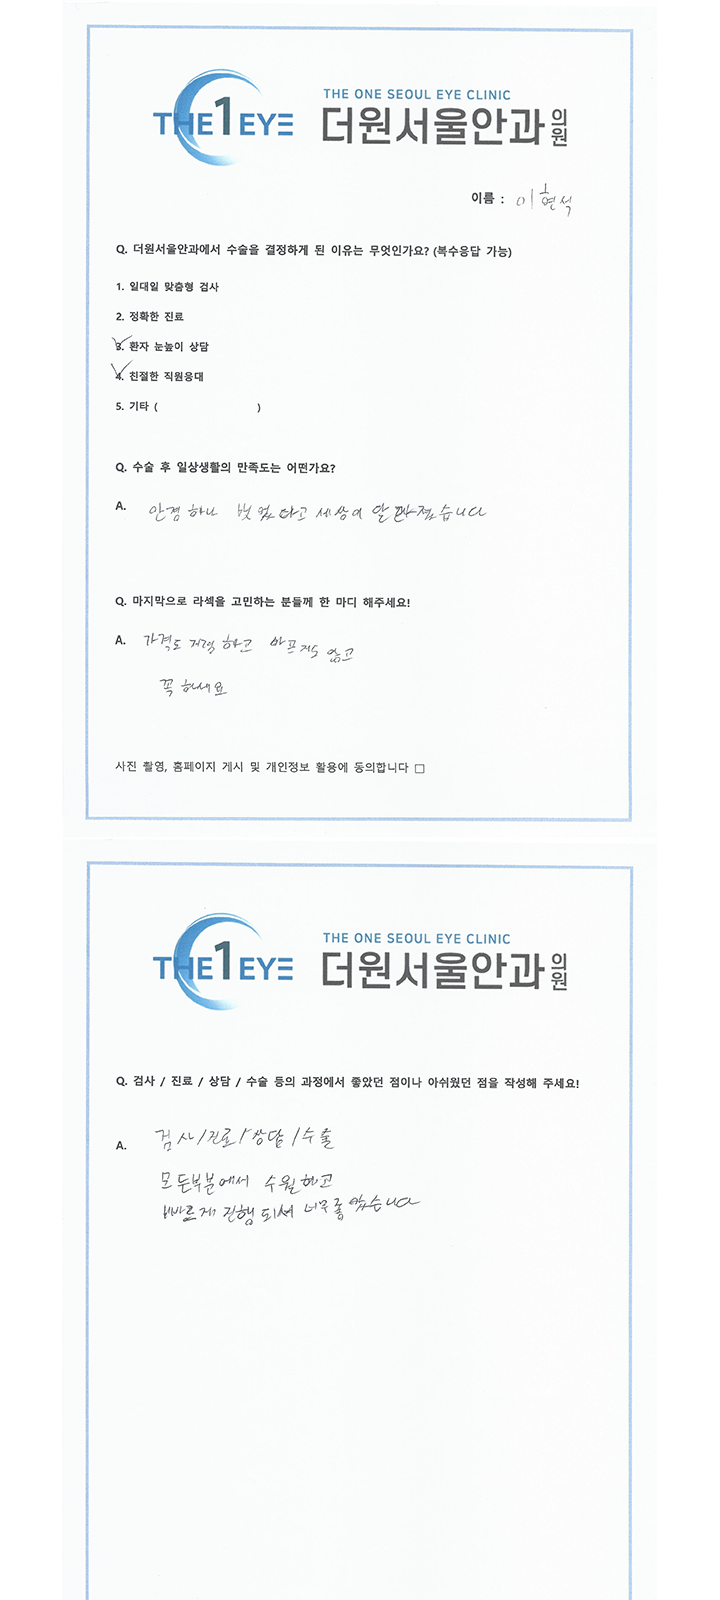 THE 1 EYE
THE ONE SEOUL EYE CLINIC
더원서울안과의원
이름 : 이현석
Q. 더원서울안과에서 수술을 결정하게 된 이유는 무엇인가요? (복수응답 가능)
1. 일대일 맞춤형 검사
2. 정확한 진료
3. 환자 눈높이 상담
4. 친절한 직원응대
5. 기타 ( )
Q. 수술 후 일상생활의 만족도는 어떤가요?
A. 안경 하나 벗었다고 세상이 달라졌습니다
Q. 마지막으로 라섹을 고민하는 분들께 한 마디 해주세요!
A. 가격도 저렴하고 아프지도 않고
꼭 하세요
사진 촬영, 홈페이지 게시 및 개인정보 활용에 동의합니다 □
THE 1 EYE
THE ONE SEOUL EYE CLINIC
더원서울안과의원
Q. 검사 / 진료 / 상담 / 수술 등의 과정에서 좋았던 점이나 아쉬웠던 점을 작성해 주세요!
A. 검사/진료/상담/수술
모든부분에서 수월하고
빠르게 진행되서 너무좋았습니다